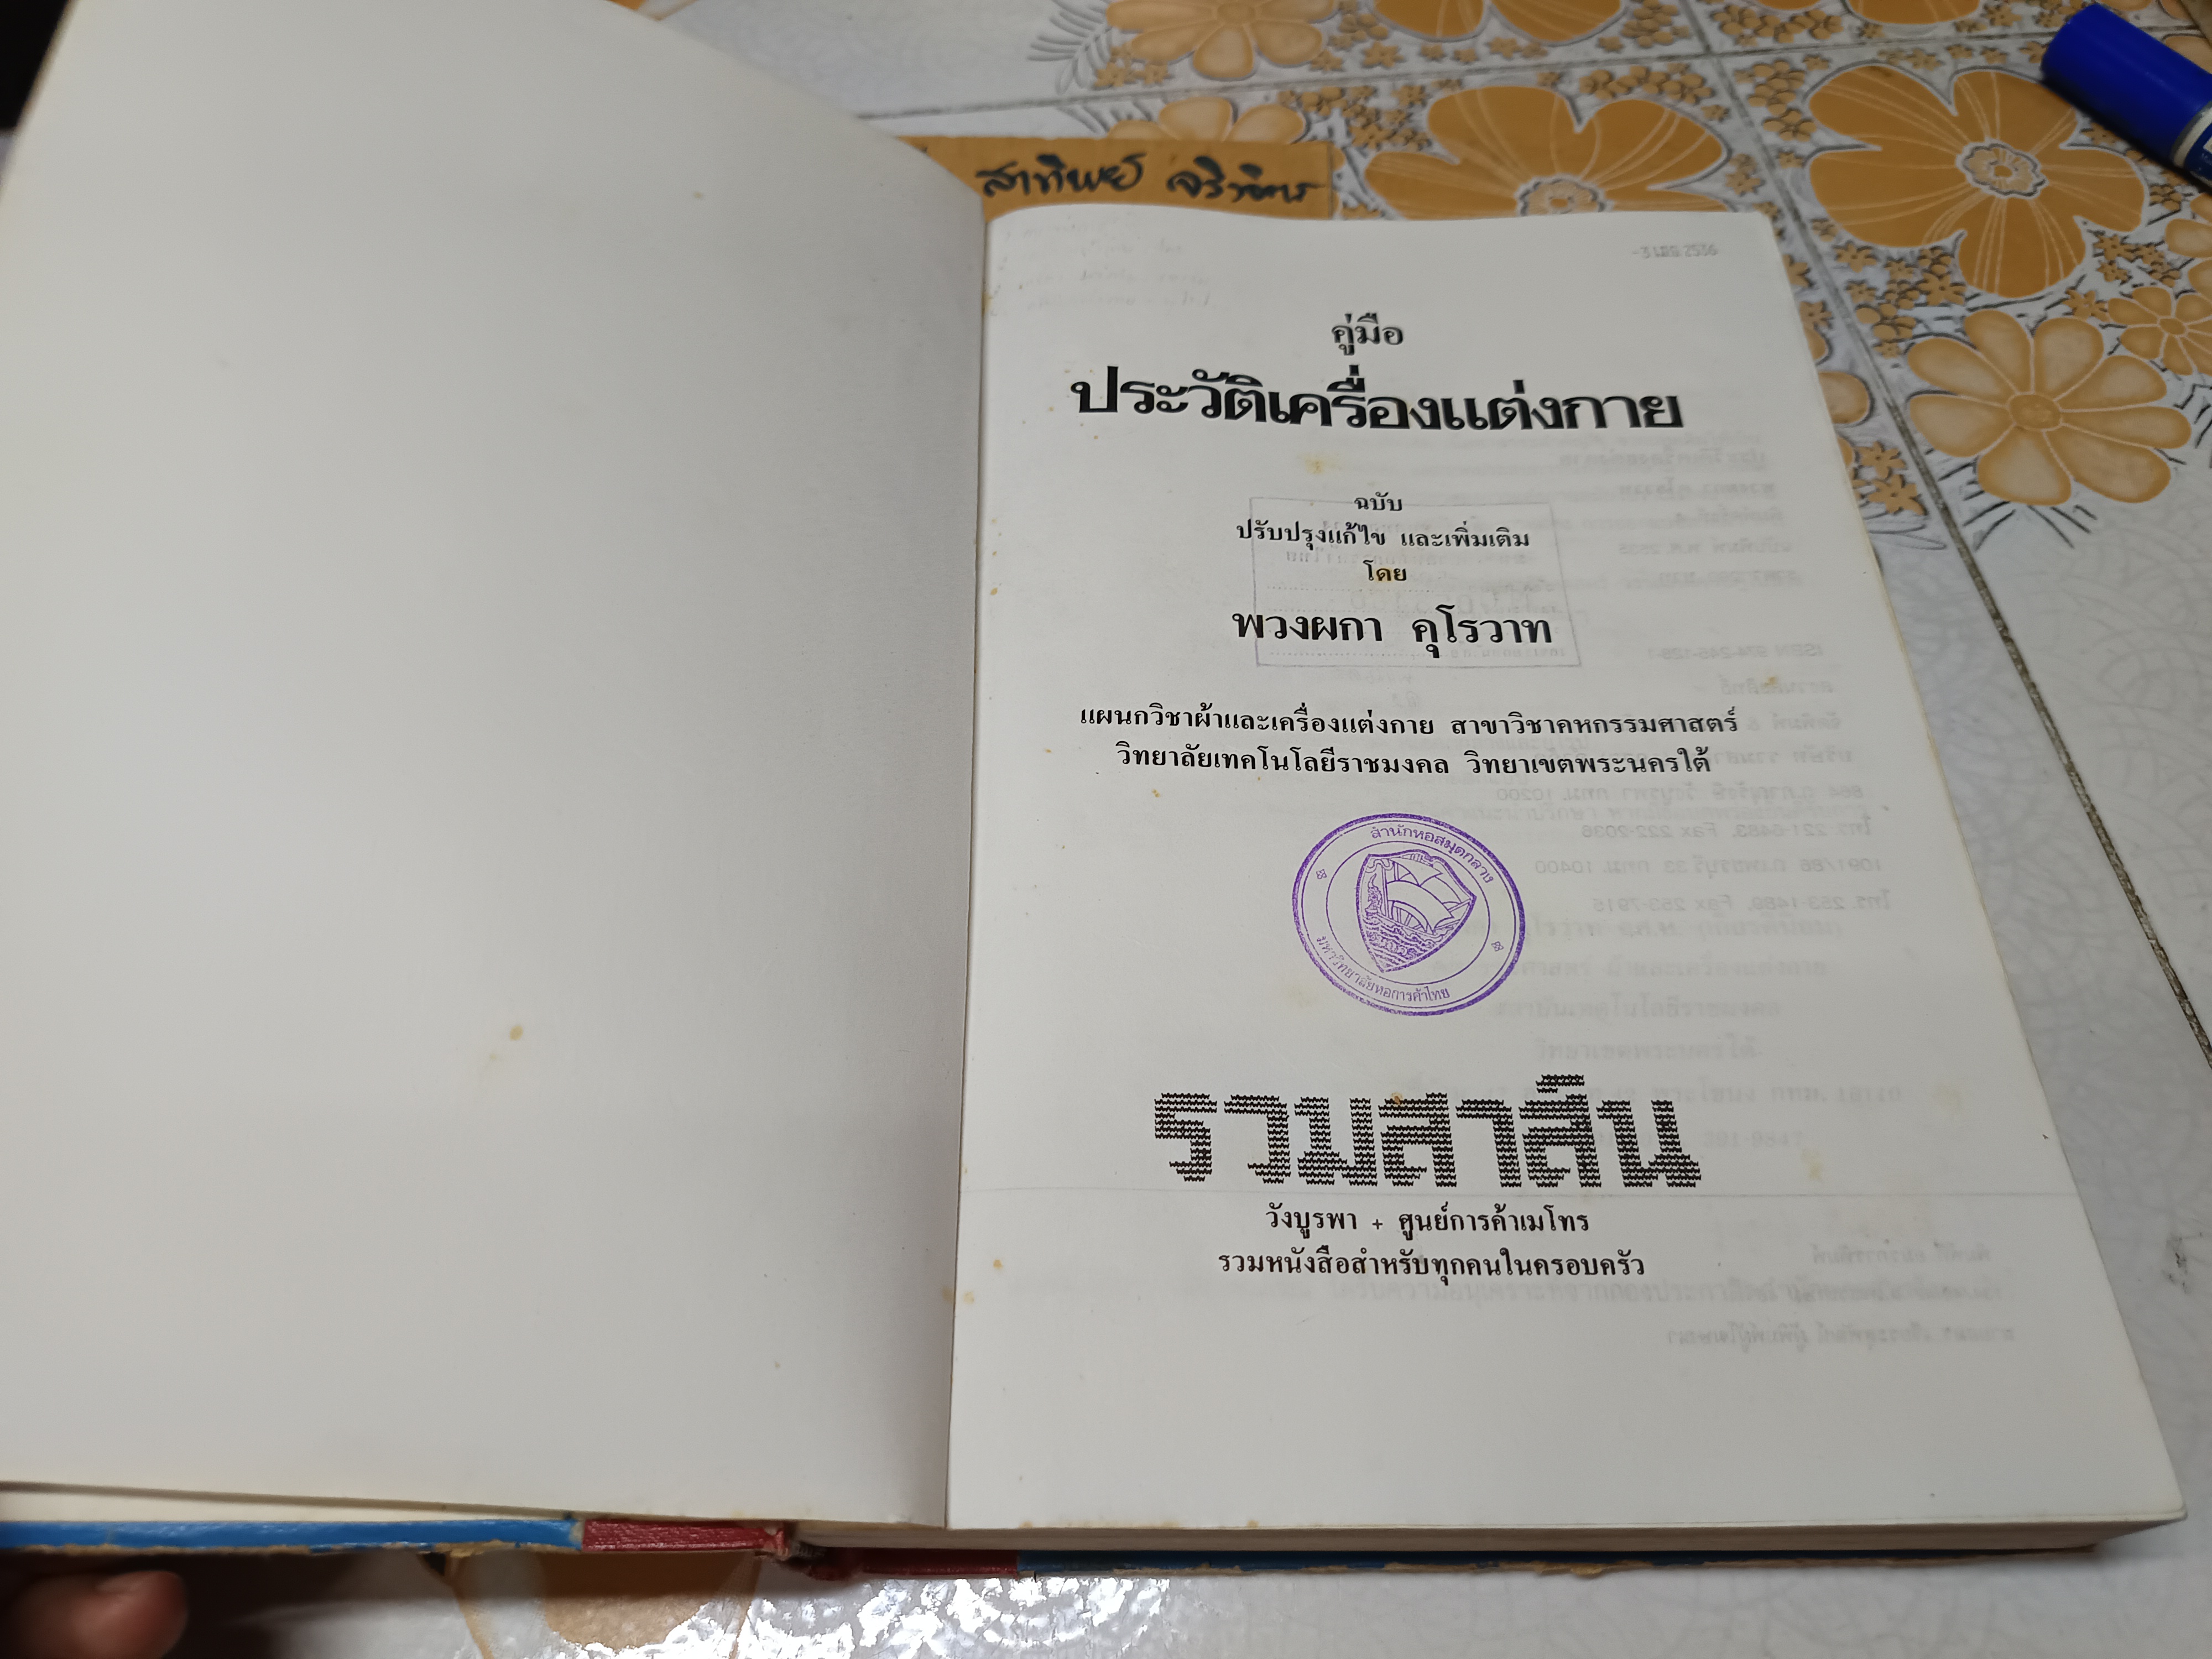 สาทิพย์
-3 เมย 2536
คู่มือ
ประวัติเครื่องแต่งกาย
ฉบับ
ปรับปรุงแก้ไข และเพิ่มเติม
โดย
พวงผกา คุโรวาท
แผนกวิชาผ้าและเครื่องแต่งกาย สาขาวิชาคหกรรมศาสตร์
วิทยาลัยเทคโนโลยีราชมงคล วิทยาเขตพระนครใต้
สำนักหอสมุดกลาง
มหาวิทยาลัยหอการค้าไทย
รวมสาส์น
วังบูรพา + ศูนย์การค้าเมโทร
รวมหนังสือสำหรับทุกคนในครอบครัว